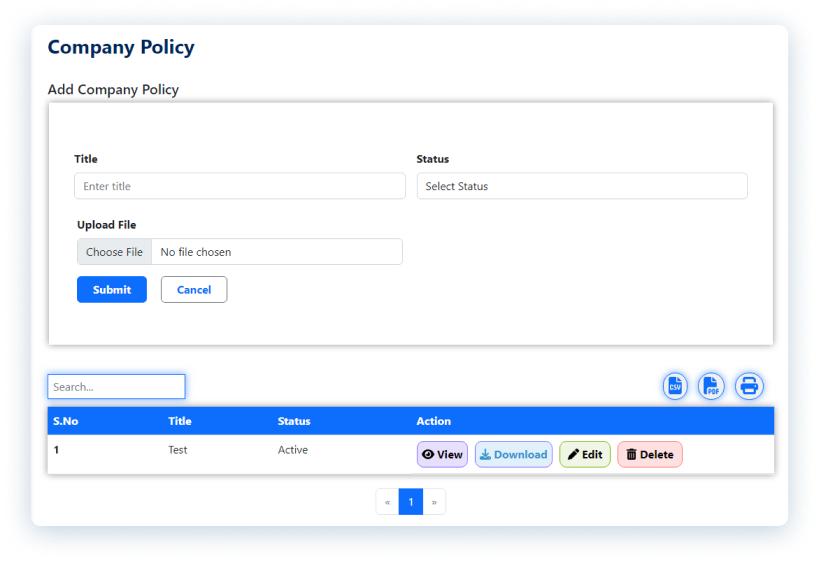 Company Policy
Add Company Policy
Title Status
Enter title Select Status
Upload File
Choose File No file chosen
Submit Cancel
Search... CSV PDF
S.No Title Status Action
1 Test Active View Download Edit Delete
« 1 »